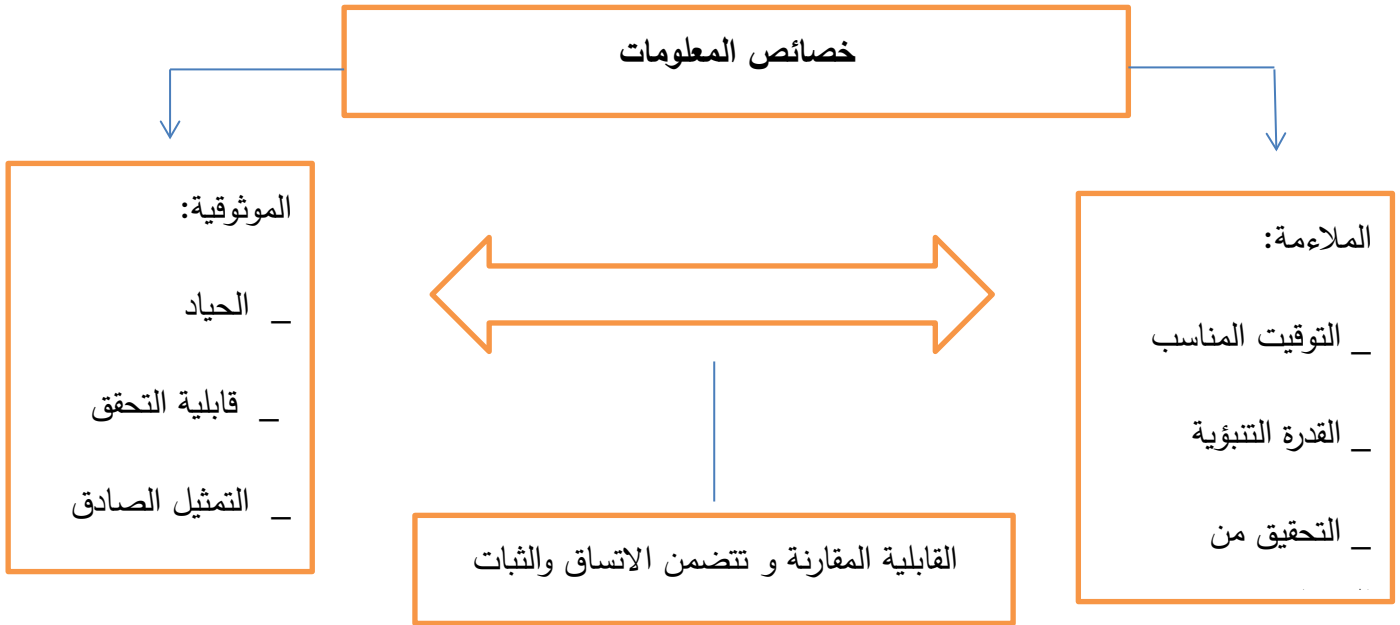 خصائص المعلومات
الملاءمة:
_ التوقيت المناسب
_ القدرة التنبؤية
_ التحقيق من
الموثوقية:
_ الحياد
_ قابلية التحقق
_ التمثيل الصادق
القابلية المقارنة و تتضمن الاتساق والثبات